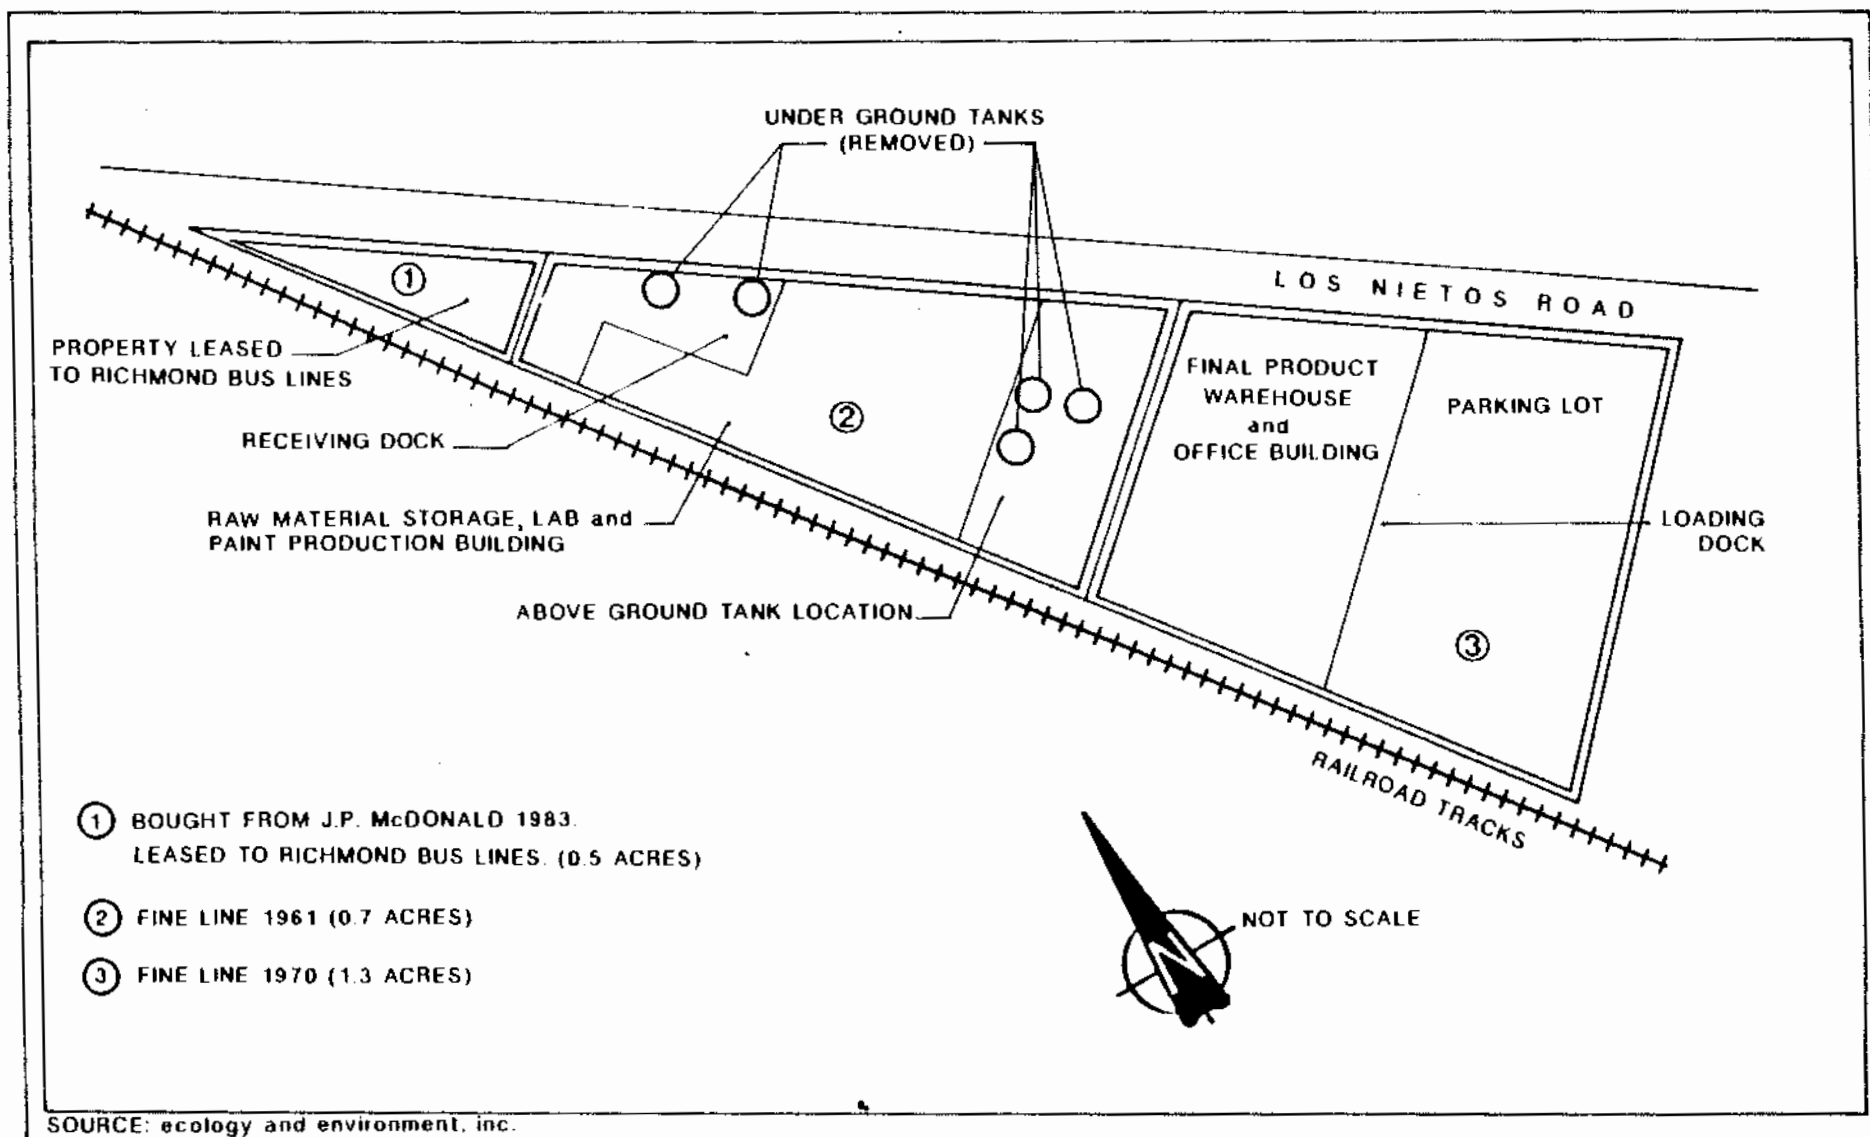 UNDER GROUND TANKS
(REMOVED)
LOS NIETOS ROAD
1
PROPERTY LEASED
TO RICHMOND BUS LINES
RECEIVING DOCK
2
FINAL PRODUCT
WAREHOUSE
and
OFFICE BUILDING
PARKING LOT
RAW MATERIAL STORAGE, LAB and
PAINT PRODUCTION BUILDING
LOADING
DOCK
ABOVE GROUND TANK LOCATION
3
RAILROAD TRACKS
1 BOUGHT FROM J.P. McDONALD 1983.
LEASED TO RICHMOND BUS LINES. (0.5 ACRES)
2 FINE LINE 1961 (0.7 ACRES)
3 FINE LINE 1970 (1.3 ACRES)
N
NOT TO SCALE
SOURCE: ecology and environment, inc.